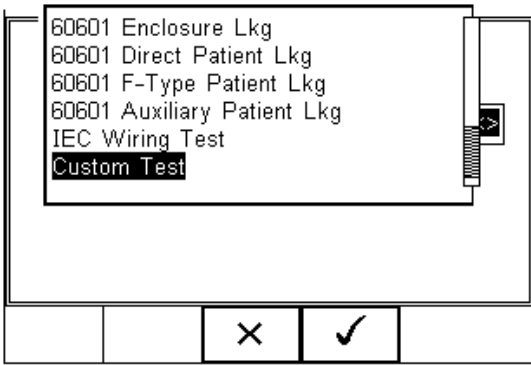 60601 Enclosure Lkg
60601 Direct Patient Lkg
60601 F-Type Patient Lkg
60601 Auxiliary Patient Lkg
IEC Wiring Test
Custom Test